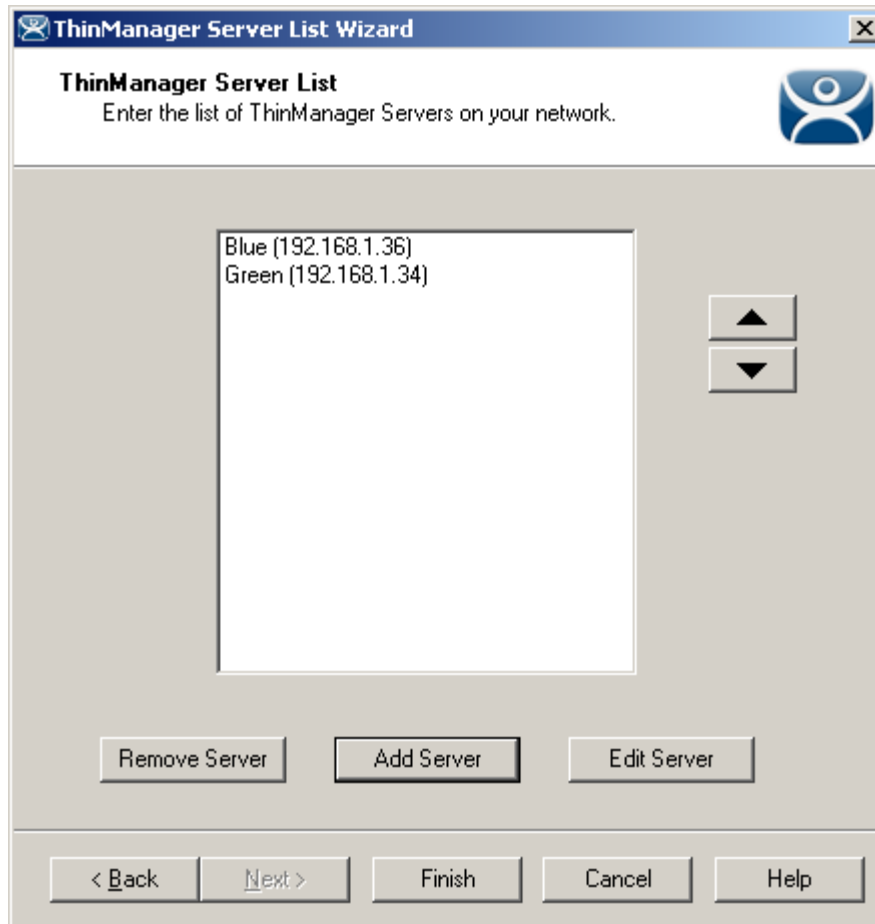 ThinManager Server List Wizard
ThinManager Server List
Enter the list of ThinManager Servers on your network.
Blue (192.168.1.36)
Green (192.168.1.34)
Remove Server
Add Server
Edit Server
< Back
Next >
Finish
Cancel
Help